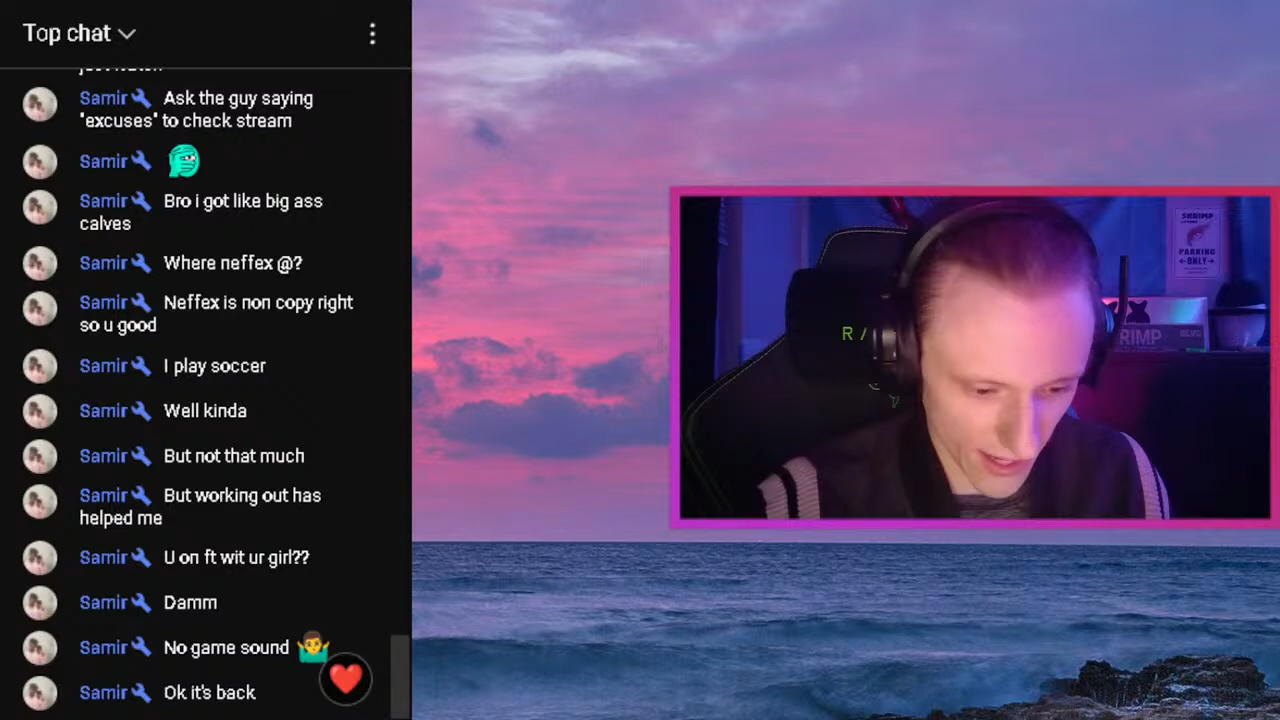 Top chat
Samir Ask the guy saying
"excuses" to check stream
Samir
Samir Bro i got like big ass
calves
Samir Where neffex @?
Samir Neffex is non copy right
so u good
Samir I play soccer
Samir Well kinda
Samir But not that much
Samir But working out has
helped me
Samir U on ft wit ur girl??
Samir Damm
Samir No game sound
Samir Ok it's back
SHRIMP
PARKING
ONLY
R
RIMP